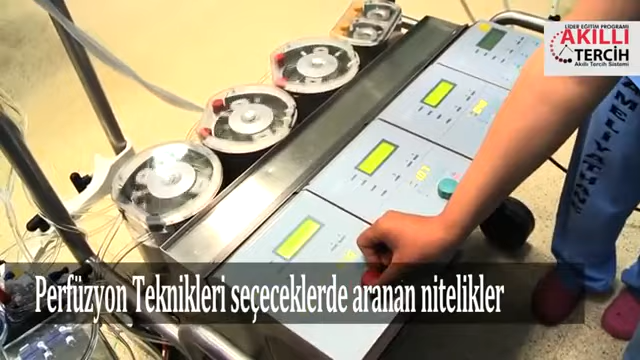 LİDER EĞİTİM PROGRAMI
AKILLI
TERCİH
Akıllı Tercih Sistemi
Perfüzyon Teknikleri seçeceklerde aranan nitelikler